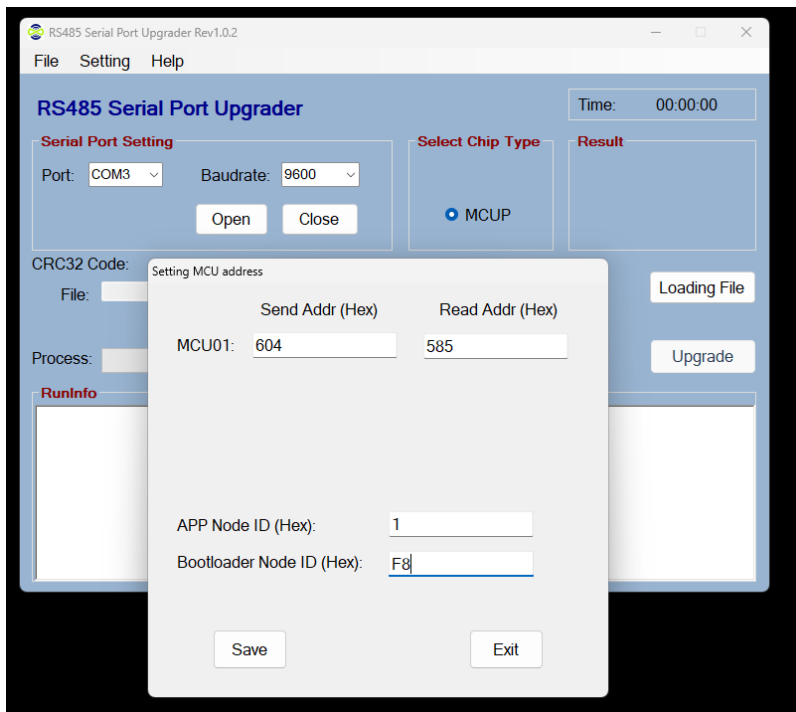 RS485 Serial Port Upgrader Rev1.0.2
File Setting Help
RS485 Serial Port Upgrader
Time: 00:00:00
Serial Port Setting
Port: COM3 Baudrate: 9600
Open Close
Select Chip Type
MCUP
Result
CRC32 Code:
File:
Loading File
Process:
Upgrade
RunInfo
Setting MCU address
Send Addr (Hex) Read Addr (Hex)
MCU01: 604 585
APP Node ID (Hex): 1
Bootloader Node ID (Hex): F8
Save Exit